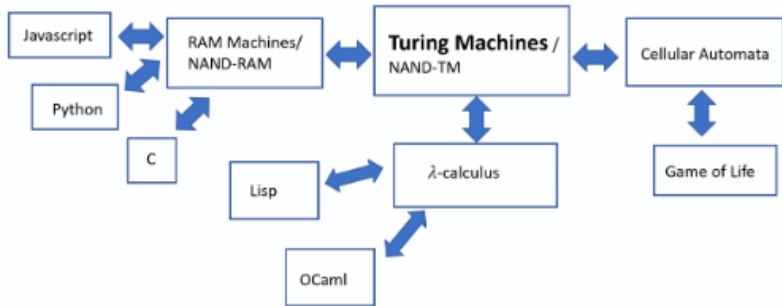 Javascript
RAM Machines/
NAND-RAM
Turing Machines /
NAND-TM
Cellular Automata
Python
C
Lisp
λ-calculus
Game of Life
OCaml